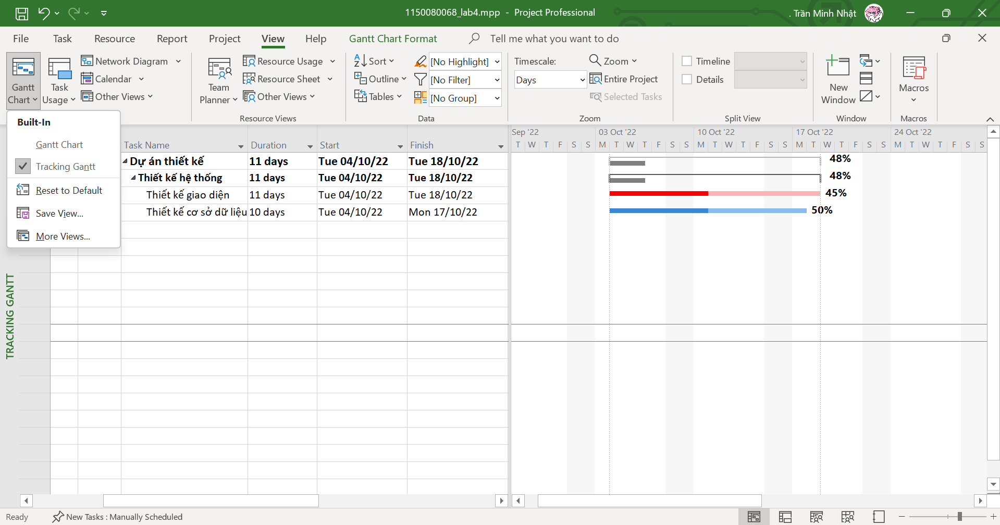 1150080068_lab4.mpp - Project Professional
. Trần Minh Nhật
File Task Resource Report Project View Help Gantt Chart Format Tell me what you want to do
Gantt Chart
Task Usage
Network Diagram
Calendar
Other Views
Team Planner
Resource Usage
Resource Sheet
Other Views
Resource Views
Sort
Outline
Tables
[No Highlight]
[No Filter]
[No Group]
Data
Timescale:
Days
Zoom
Entire Project
Selected Tasks
Zoom
Timeline
Details
Split View
New Window
Window
Macros
Macros
Built-In
Gantt Chart
Tracking Gantt
Reset to Default
Save View...
More Views...
Task Name Duration Start Finish
Dự án thiết kế 11 days Tue 04/10/22 Tue 18/10/22
Thiết kế hệ thống 11 days Tue 04/10/22 Tue 18/10/22
Thiết kế giao diện 11 days Tue 04/10/22 Tue 18/10/22
Thiết kế cơ sở dữ liệu 10 days Tue 04/10/22 Mon 17/10/22
Sep '22 03 Oct '22 10 Oct '22 17 Oct '22 24 Oct '22
T W T F S S M T W T F S S M T W T F S S M T W T F S S M T W T F S S
48%
48%
45%
50%
TRACKING GANTT
Ready New Tasks : Manually Scheduled